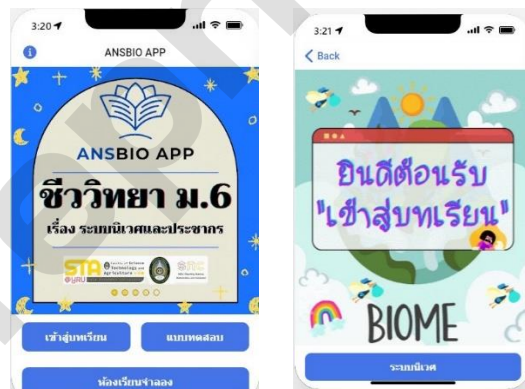 3:20
ANSBIO APP
ANSBIO APP
ชีววิทยา ม.6
เรื่อง ระบบนิเวศและประชากร
STA
@YRU
เข้าสู่บทเรียน
แบบทดสอบ
ห้องเรียนจำลอง
3:21
Back
ยินดีต้อนรับ
"เข้าสู่บทเรียน"
BIOME
ระบบนิเวศ